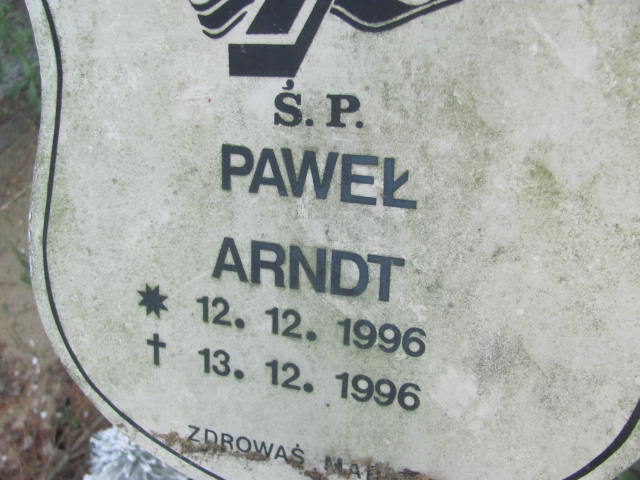 Ś. P.
PAWEŁ
ARNDT
* 12. 12. 1996
† 13. 12. 1996
ZDROWAŚ